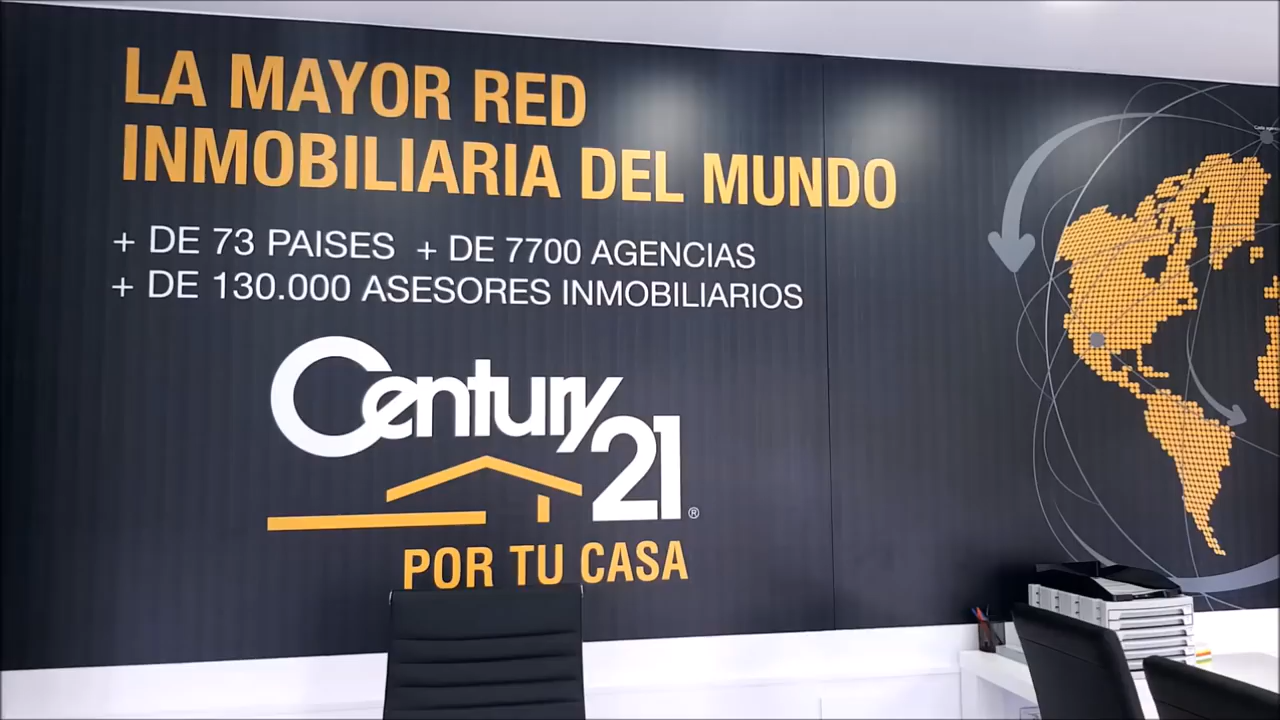 LA MAYOR RED
INMOBILIARIA DEL MUNDO
+ DE 73 PAISES + DE 7700 AGENCIAS
+ DE 130.000 ASESORES INMOBILIARIOS
Century 21®
POR TU CASA